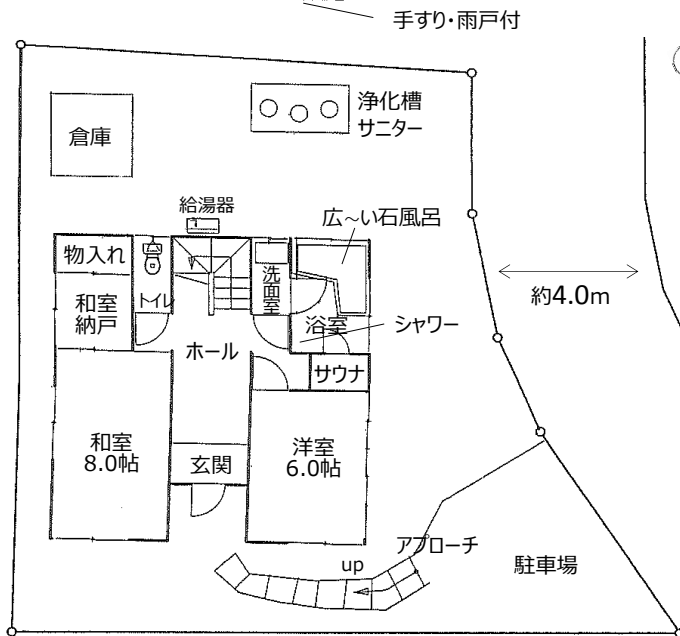 手すり・雨戸付
浄化槽
サニター
倉庫
給湯器
広~い石風呂
物入れ
洗面室
トイレ
和室
納戸
約4.0m
浴室
シャワー
ホール
サウナ
和室
8.0帖
洋室
6.0帖
玄関
アプローチ
up
駐車場